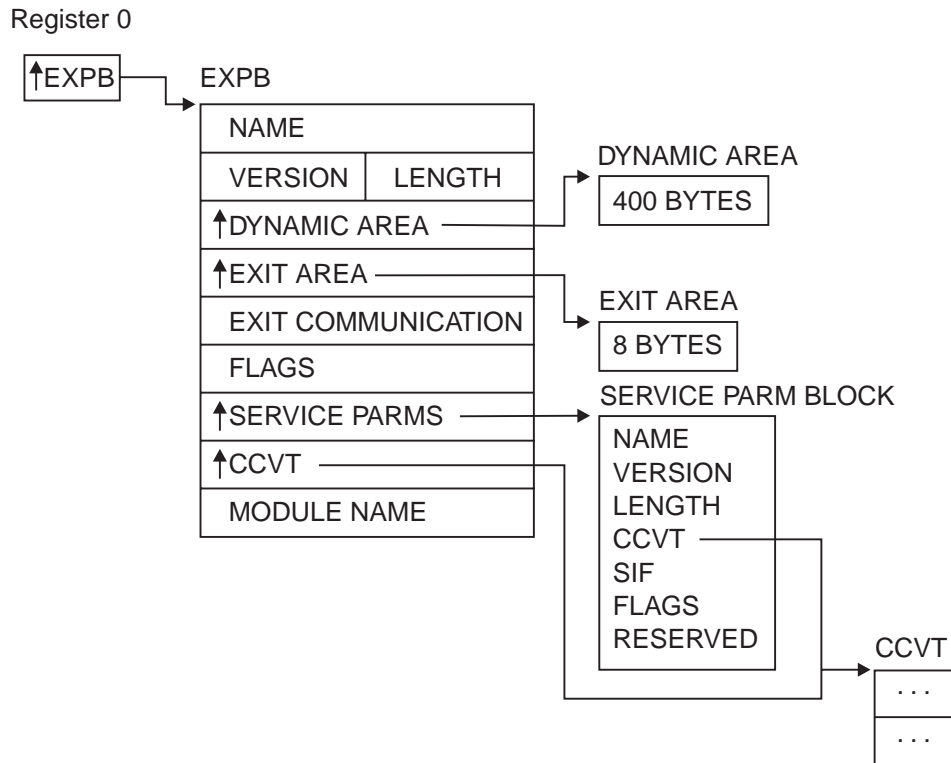 Register 0
↑EXPB
EXPB
NAME
VERSION LENGTH
↑DYNAMIC AREA
↑EXIT AREA
EXIT COMMUNICATION
FLAGS
↑SERVICE PARMS
↑CCVT
MODULE NAME
DYNAMIC AREA
400 BYTES
EXIT AREA
8 BYTES
SERVICE PARM BLOCK
NAME
VERSION
LENGTH
CCVT
SIF
FLAGS
RESERVED
CCVT
. . .
. . .